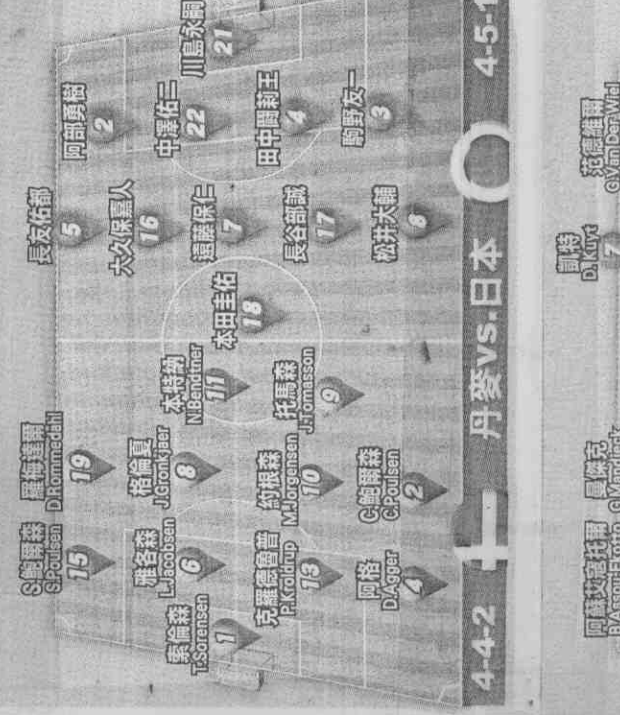 索倫森
T.Sorensen
1
S.鮑爾森
S.Poulsen
15
雅各森
L.Jacobsen
6
克羅德魯普
P.Kroldrup
13
阿格
D.Agger
4
羅梅達爾
D.Rommedahl
19
格倫夏
J.Gronkjaer
8
約根森
M.Jorgensen
10
C.鮑爾森
C.Poulsen
2
本特納
N.Bendtner
11
托馬森
J.Tomasson
9
本田圭佑
18
長友佑都
5
大久保嘉人
16
遠藤保仁
7
長谷部誠
17
松井大輔
8
阿部勇樹
2
中澤佑二
22
田中鬪莉王
4
駒野友一
3
川島永嗣
21
4-4-2 丹麥vs.日本 4-5-1
凱特
D.Kuyt
7
范德維爾
G.Van Der Wiel
曼傑克
G.Mandjeck